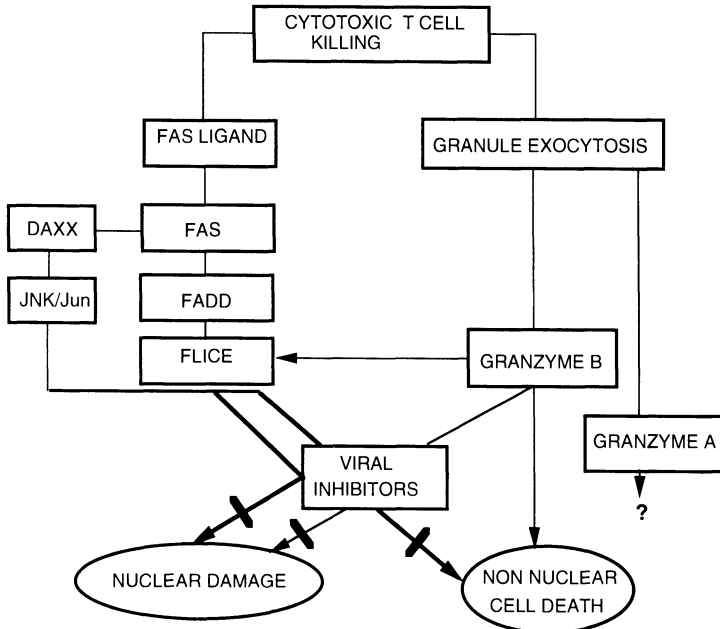 CYTOTOXIC T CELL
KILLING
FAS LIGAND
GRANULE EXOCYTOSIS
DAXX
FAS
JNK/Jun
FADD
FLICE
GRANZYME B
GRANZYME A
?
VIRAL
INHIBITORS
NUCLEAR DAMAGE
NON NUCLEAR
CELL DEATH